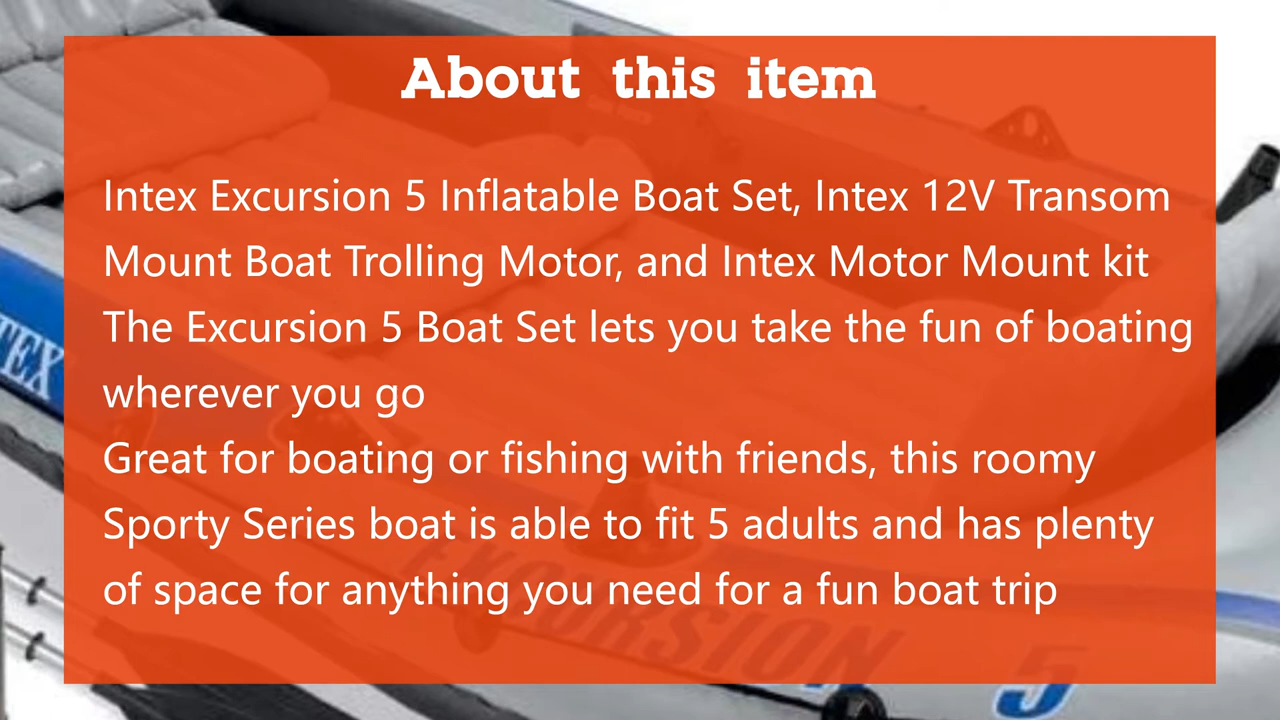 About this item
Intex Excursion 5 Inflatable Boat Set, Intex 12V Transom
Mount Boat Trolling Motor, and Intex Motor Mount kit
The Excursion 5 Boat Set lets you take the fun of boating
wherever you go
Great for boating or fishing with friends, this roomy
Sporty Series boat is able to fit 5 adults and has plenty
of space for anything you need for a fun boat trip
TEX
EXCURSION 5